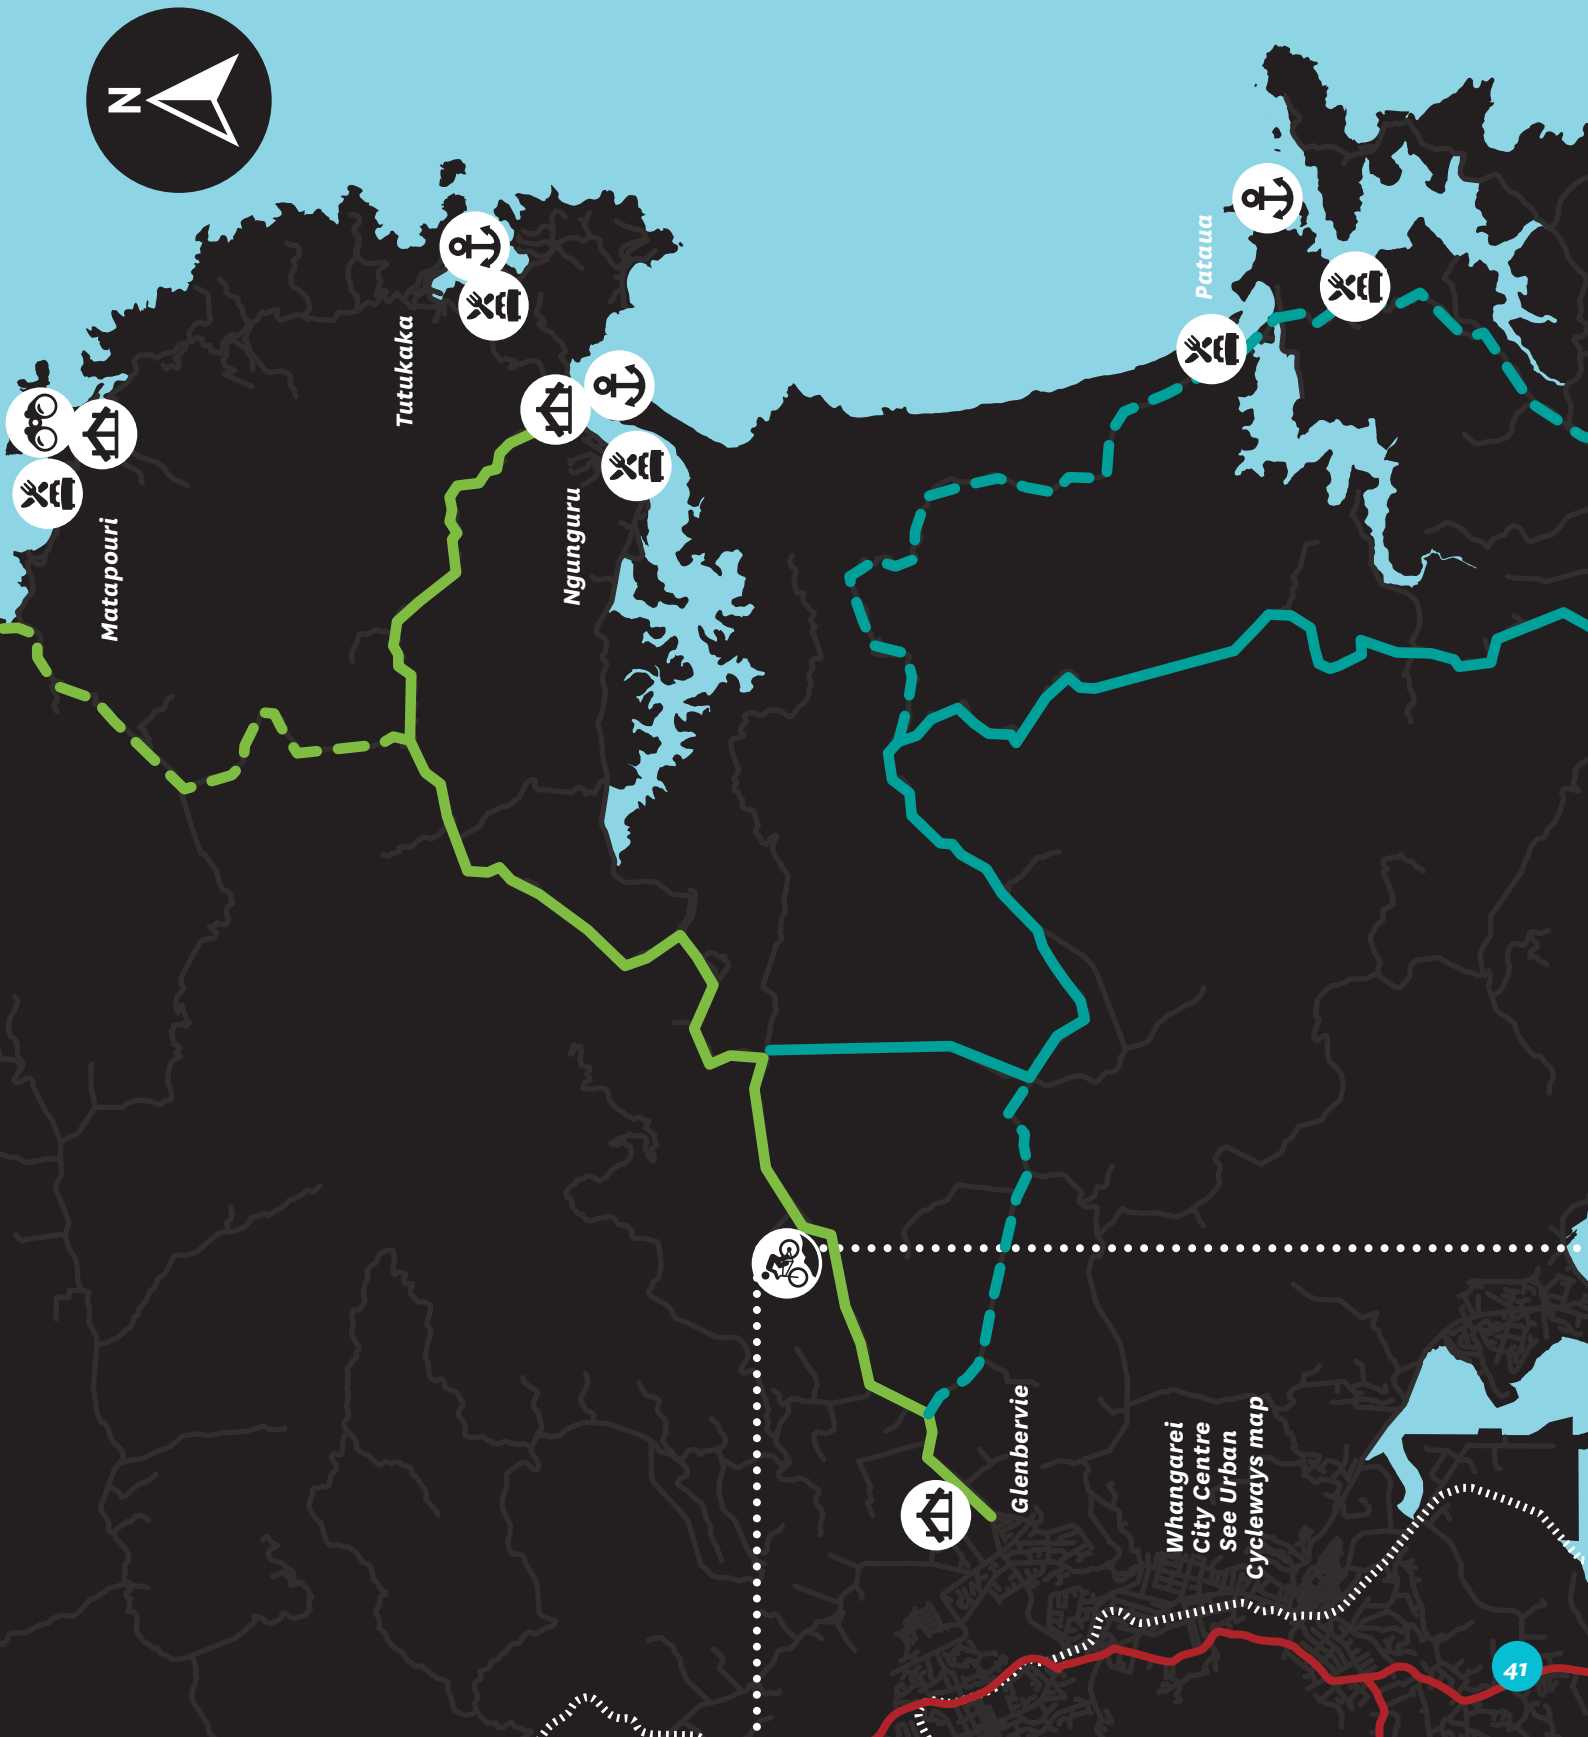 N
Matapouri
Tutukaka
Ngunguru
Pataua
Glenbervie
Whangarei
City Centre
See Urban
Cycleways map
41